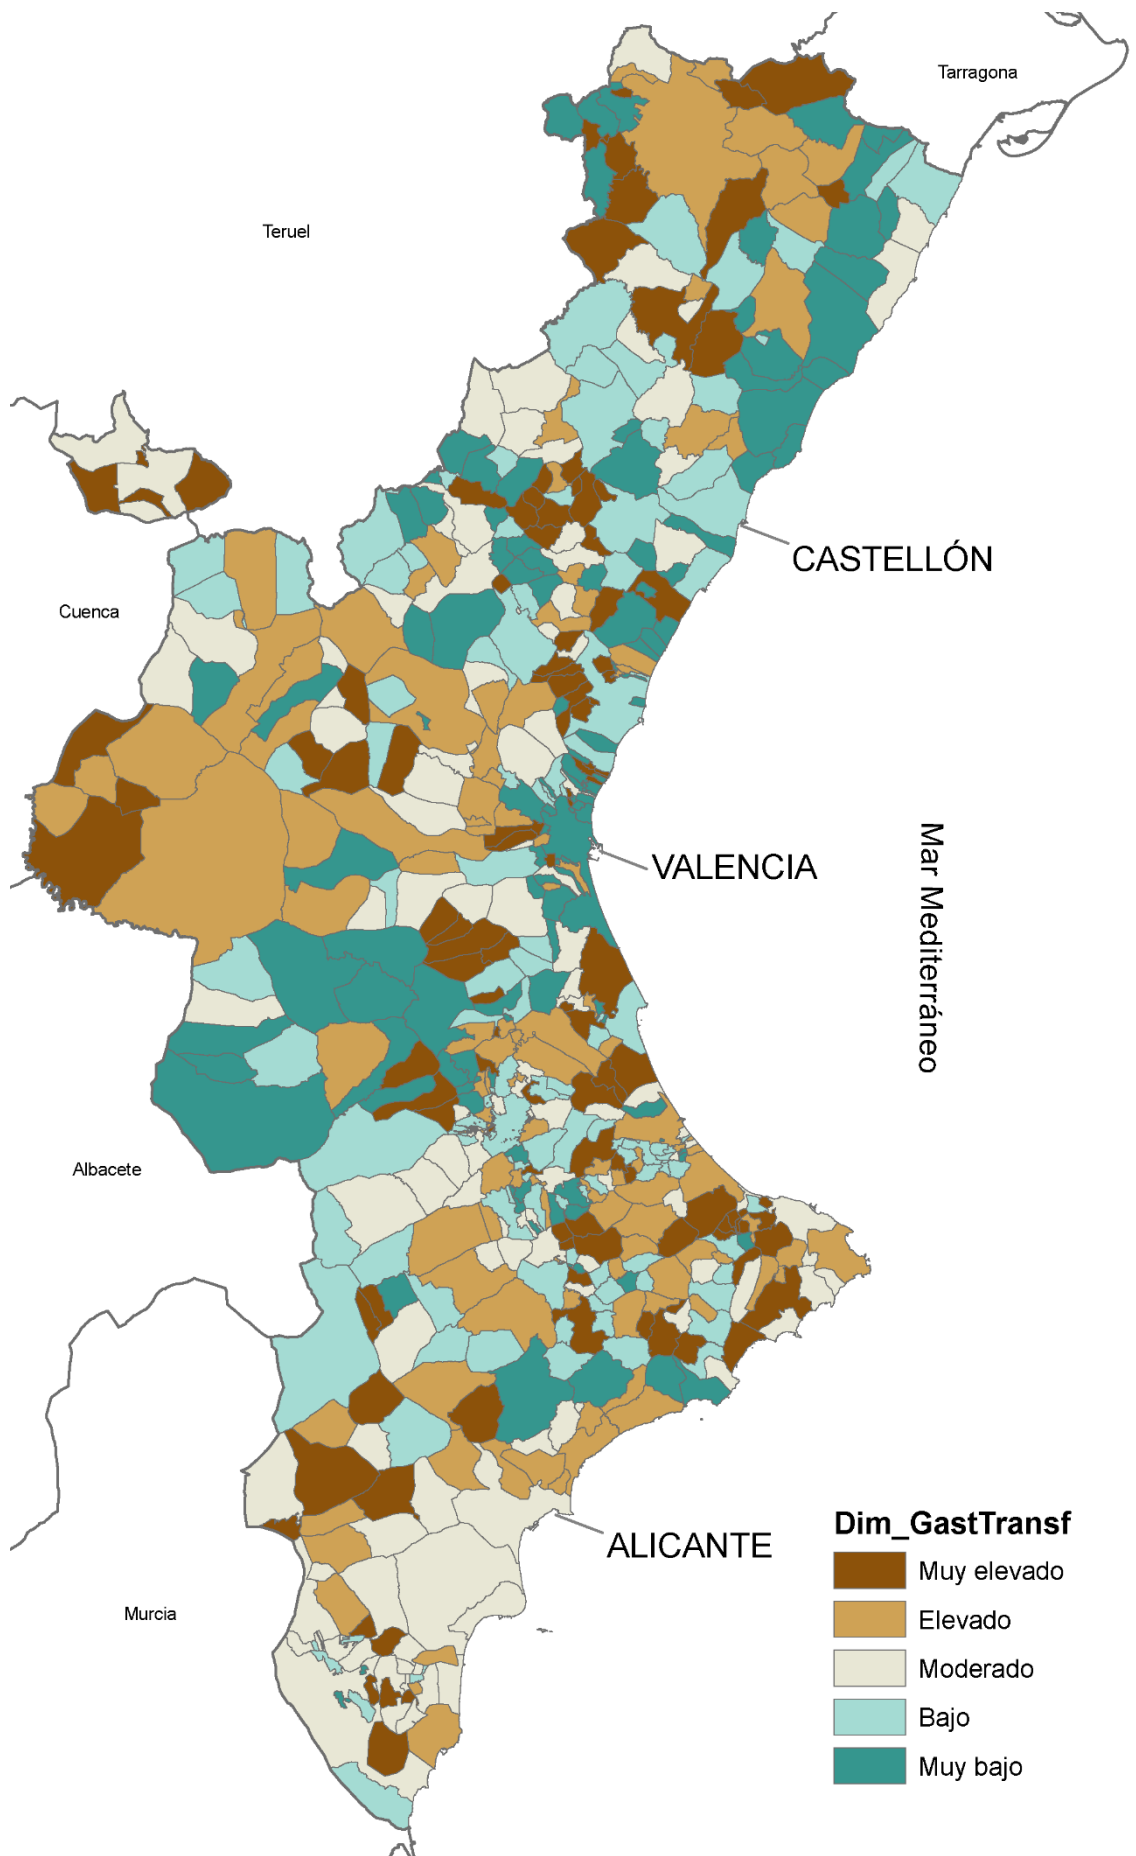 Tarragona
Teruel
CASTELLÓN
Cuenca
VALENCIA
Mar Mediterráneo
Albacete
ALICANTE
Murcia
Dim_GastTransf
Muy elevado
Elevado
Moderado
Bajo
Muy bajo